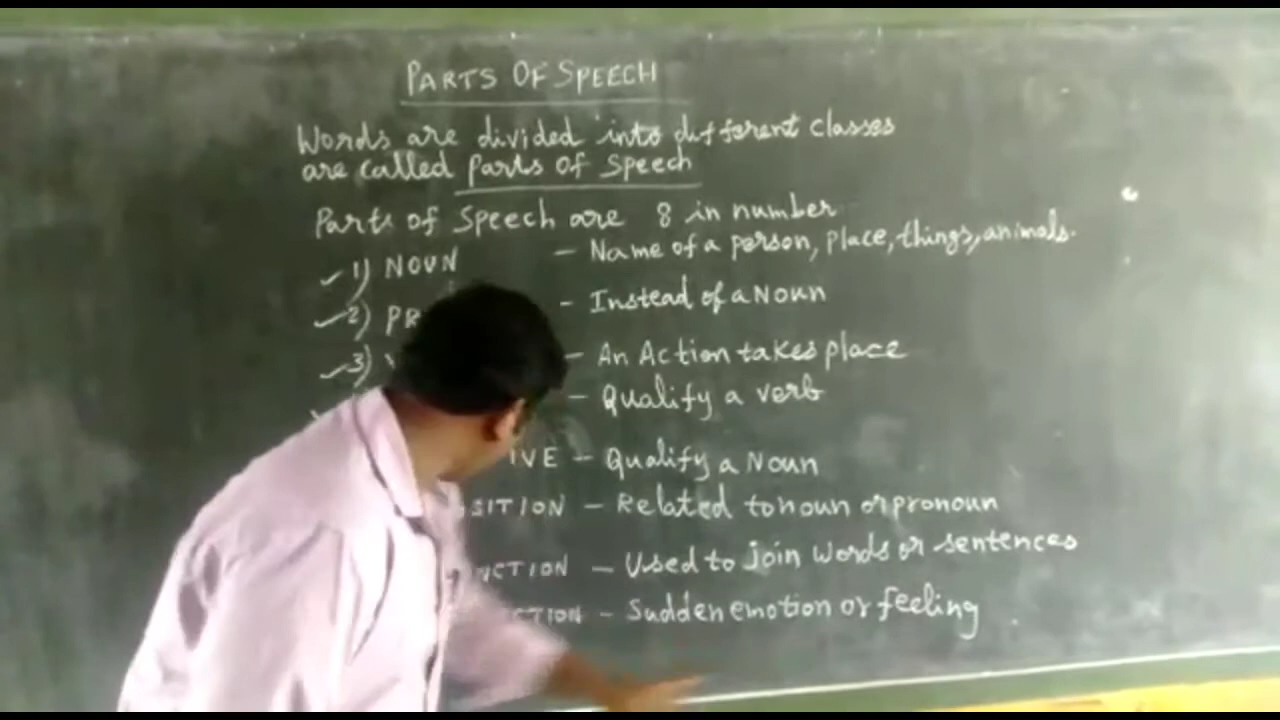 PARTS OF SPEECH
Words are divided into different classes
are called Parts of Speech
Parts of Speech are 8 in number
1) NOUN – Name of a person, Place, things, animals.
2) PR – Instead of a Noun
3) – An Action takes place
– Qualify a verb
IVE – Qualify a Noun
SITION – Related to noun or pronoun
NCTION – Used to join words or sentences
CTION – Sudden emotion or feeling